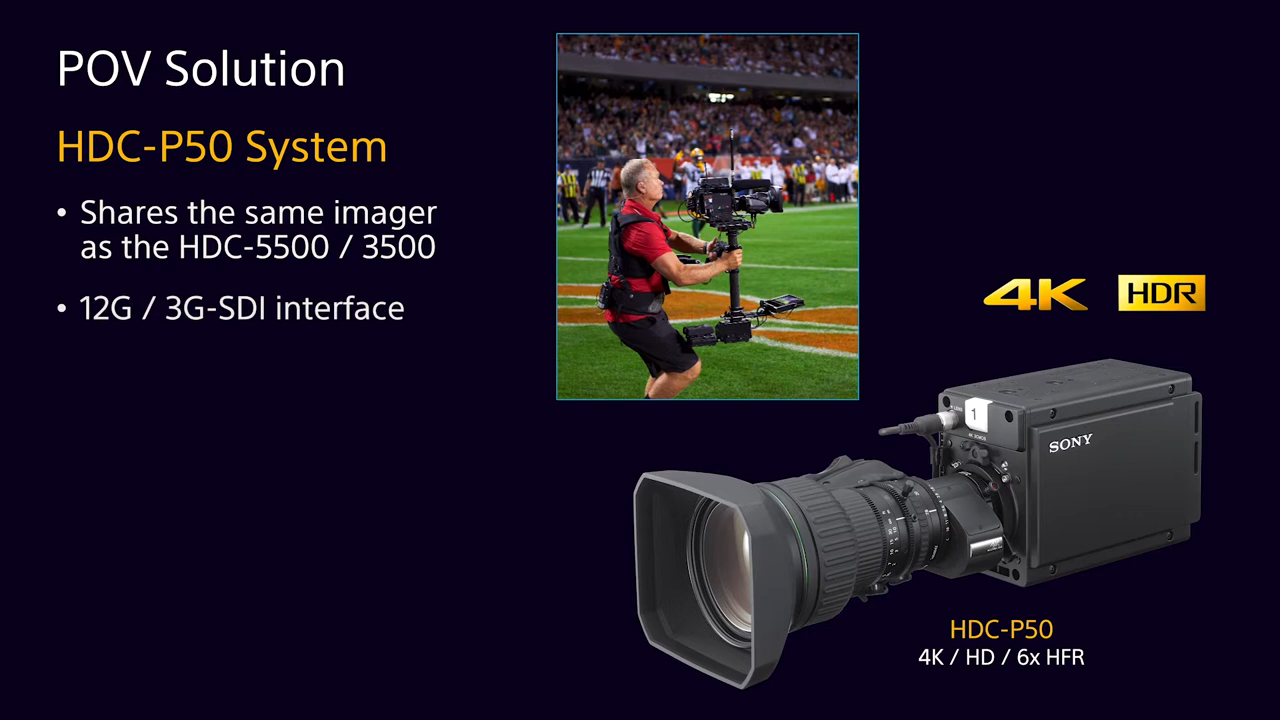 POV Solution
HDC-P50 System
• Shares the same imager
as the HDC-5500 / 3500
• 12G / 3G-SDI interface
4K
HDR
1
SONY
HDC-P50
4K / HD / 6x HFR